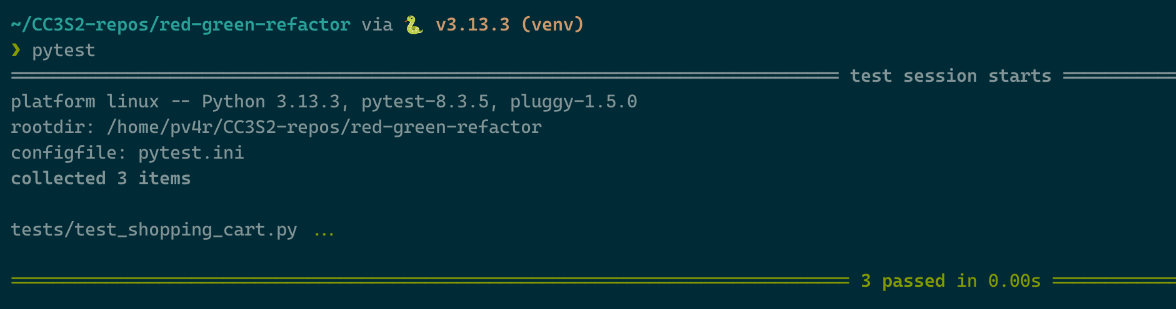 ~/CC3S2-repos/red-green-refactor via 🐍 v3.13.3 (venv)
❯ pytest
═══════════════ test session starts ═══════════════
platform linux -- Python 3.13.3, pytest-8.3.5, pluggy-1.5.0
rootdir: /home/pv4r/CC3S2-repos/red-green-refactor
configfile: pytest.ini
collected 3 items
tests/test_shopping_cart.py ...
═══════════════ 3 passed in 0.00s ═══════════════